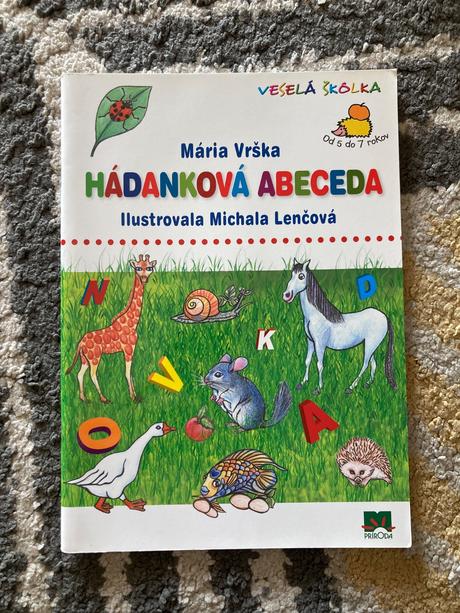 VESELÁ ŠKÔLKA
Od 5 do 7 rokov
Mária Vrška
HÁDANKOVÁ ABECEDA
Ilustrovala Michala Lenčová
N
D
K
V
O
A
PRÍRODA